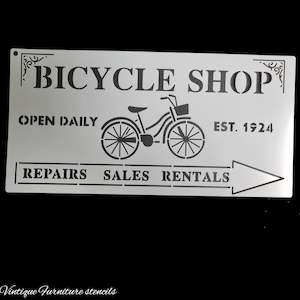 BICYCLE SHOP
OPEN DAILY
EST. 1924
REPAIRS SALES RENTALS
Vintique Furniture stencils